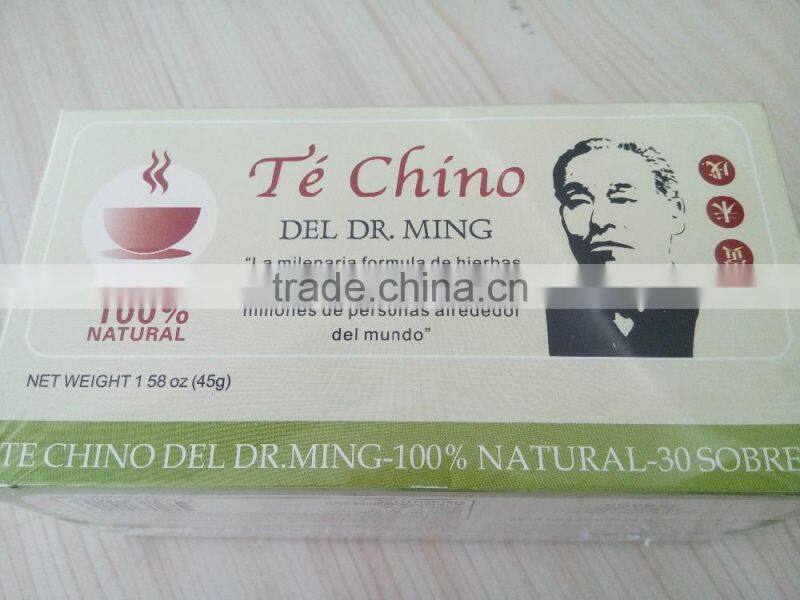 Té Chino
DEL DR. MING
“La milenaria formula de hierbas
trade.china.cn
millones de personas alrededor
del mundo”
100%
NATURAL
NET WEIGHT 1 58 oz (45g)
TE CHINO DEL DR.MING-100% NATURAL-30 SOBRE